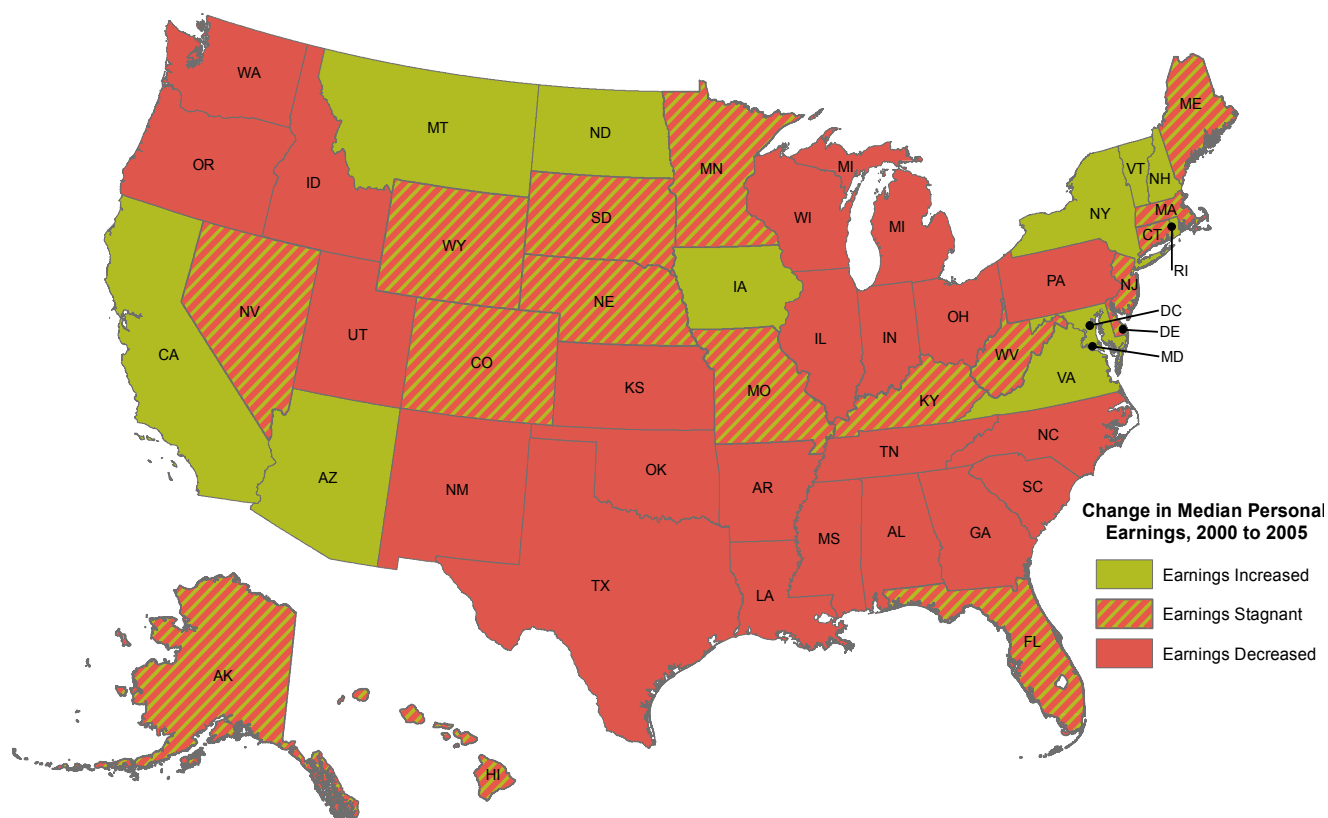 WA
MT
ND
ME
OR
ID
MN
MI
VT
NH
WI
MI
NY
MA
SD
WY
CT
RI
IA
PA
NJ
NE
NV
UT
OH
DC
DE
CA
CO
IL
IN
WV
MD
KS
MO
KY
VA
NC
TN
AZ
NM
OK
AR
SC
MS
AL
GA
TX
LA
FL
AK
HI
Change in Median Personal
Earnings, 2000 to 2005
Earnings Increased
Earnings Stagnant
Earnings Decreased